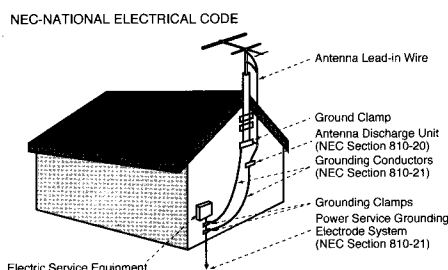 NEC-NATIONAL ELECTRICAL CODE
Antenna Lead-in Wire
Ground Clamp
Antenna Discharge Unit
(NEC Section 810-20)
Grounding Conductors
(NEC Section 810-21)
Grounding Clamps
Power Service Grounding
Electrode System
(NEC Section 810-21)
Electric Service Equipment